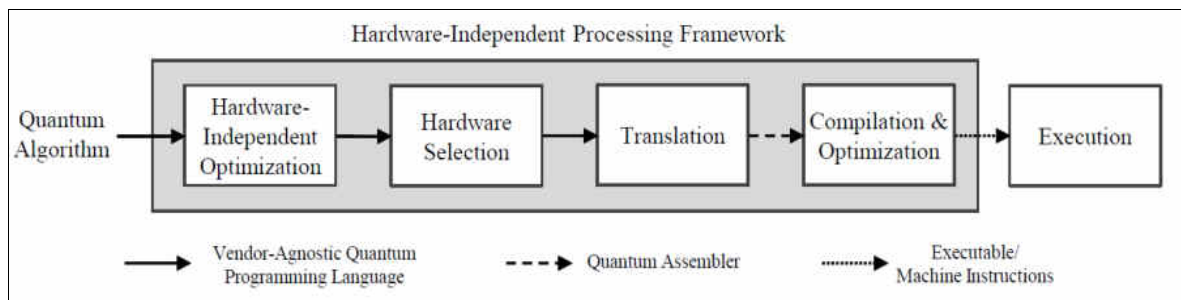 Hardware-Independent Processing Framework
Quantum
Algorithm
Hardware-
Independent
Optimization
Hardware
Selection
Translation
Compilation &
Optimization
Execution
Vendor-Agnostic Quantum
Programming Language
Quantum Assembler
Executable/
Machine Instructions